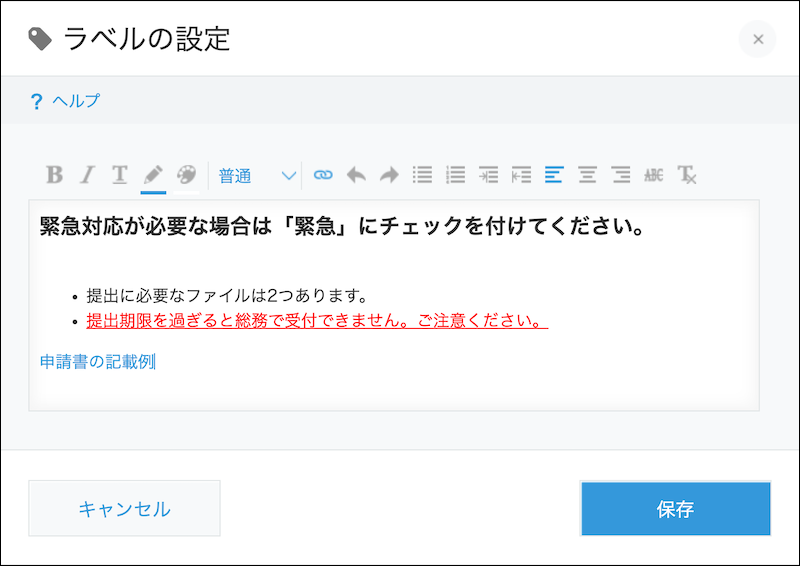 ラベルの設定
? ヘルプ
B I T 普通 ABC Tx
緊急対応が必要な場合は「緊急」にチェックを付けてください。
• 提出に必要なファイルは2つあります。
• 提出期限を過ぎると総務で受付できません。ご注意ください。
申請書の記載例
キャンセル 保存